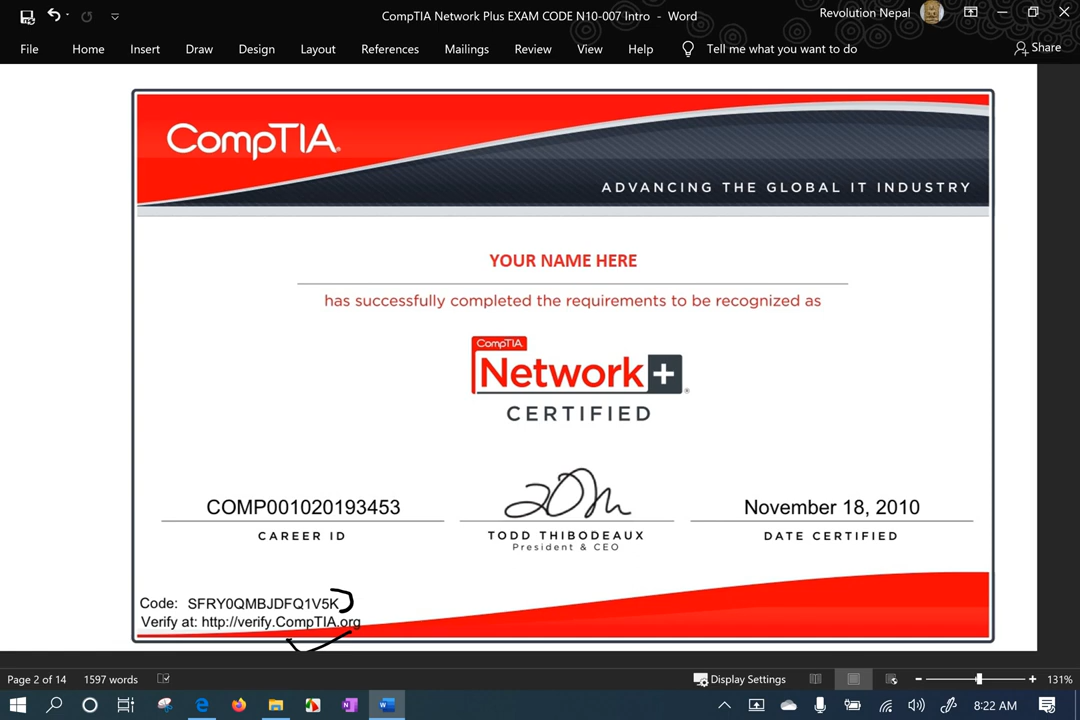 CompTIA Network Plus EXAM CODE N10-007 Intro - Word
Revolution Nepal
File Home Insert Draw Design Layout References Mailings Review View Help Tell me what you want to do Share
CompTIA.
ADVANCING THE GLOBAL IT INDUSTRY
YOUR NAME HERE
has successfully completed the requirements to be recognized as
CompTIA.
Network+®
CERTIFIED
COMP001020193453
CAREER ID
TODD THIBODEAUX
President & CEO
November 18, 2010
DATE CERTIFIED
Code: SFRY0QMBJDFQ1V5K
Verify at: http://verify.CompTIA.org
Page 2 of 14 1597 words Display Settings 131%
8:22 AM